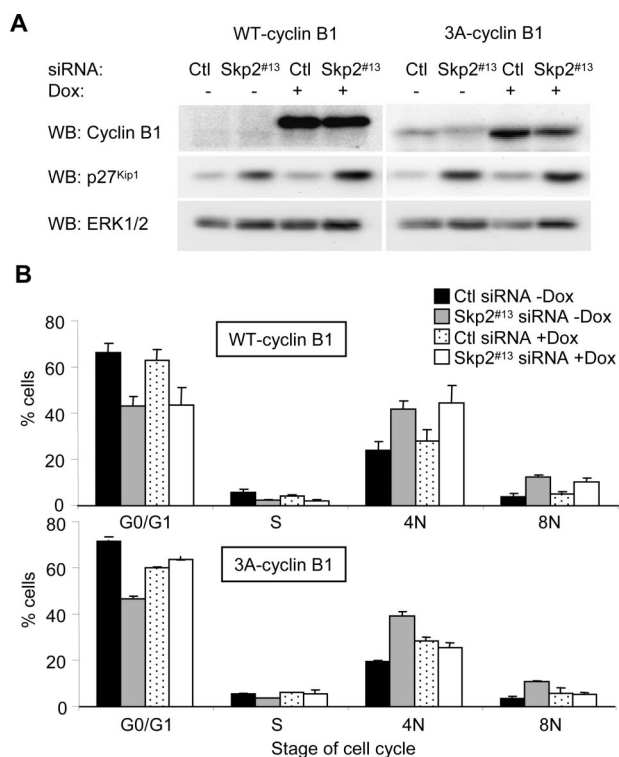 A
WT-cyclin B1 3A-cyclin B1
siRNA: Ctl Skp2#13 Ctl Skp2#13 Ctl Skp2#13 Ctl Skp2#13
Dox: - - + + - - + +
WB: Cyclin B1
WB: p27Kip1
WB: ERK1/2
B
Ctl siRNA -Dox
Skp2#13 siRNA -Dox
Ctl siRNA +Dox
Skp2#13 siRNA +Dox
WT-cyclin B1
% cells
80
60
40
20
0
G0/G1 S 4N 8N
3A-cyclin B1
% cells
80
60
40
20
0
G0/G1 S 4N 8N
Stage of cell cycle